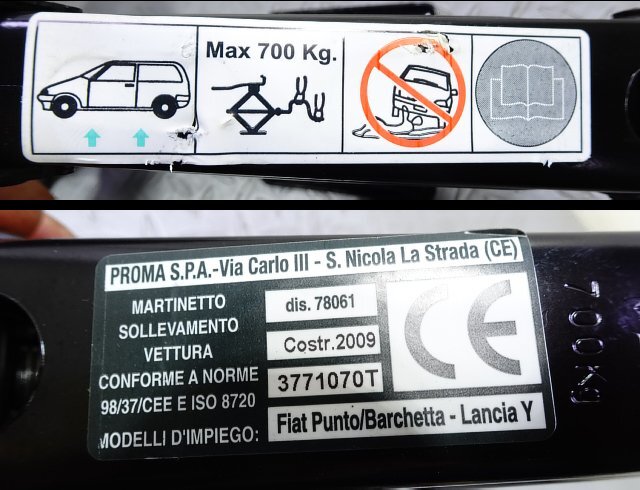 Max 700 Kg.
PROMA S.P.A.-Via Carlo III - S. Nicola La Strada (CE)
MARTINETTO
SOLLEVAMENTO
VETTURA
CONFORME A NORME
98/37/CEE E ISO 8720
MODELLI D'IMPIEGO:
dis. 78061
Costr.2009
3771070T
Fiat Punto/Barchetta - Lancia Y
CE
700kg